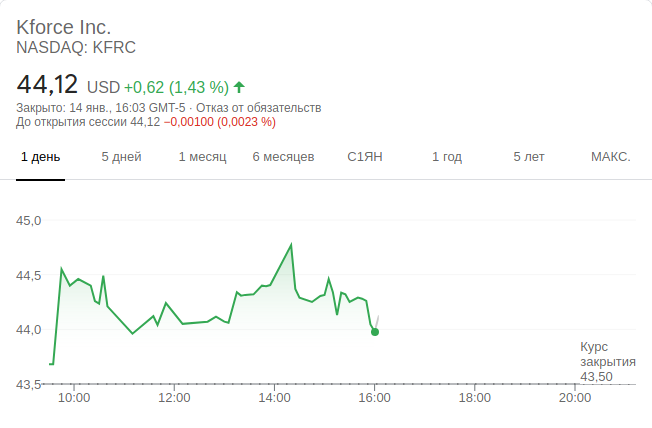 Kforce Inc.
NASDAQ: KFRC
44,12 USD +0,62 (1,43 %)
Закрыто: 14 янв., 16:03 GMT-5 · Отказ от обязательств
До открытия сессии 44,12 −0,00100 (0,0023 %)
1 день 5 дней 1 месяц 6 месяцев С1ЯН 1 год 5 лет МАКС.
45,0
44,5
44,0
Курс
закрытия
43,50
43,5
10:00 12:00 14:00 16:00 18:00 20:00